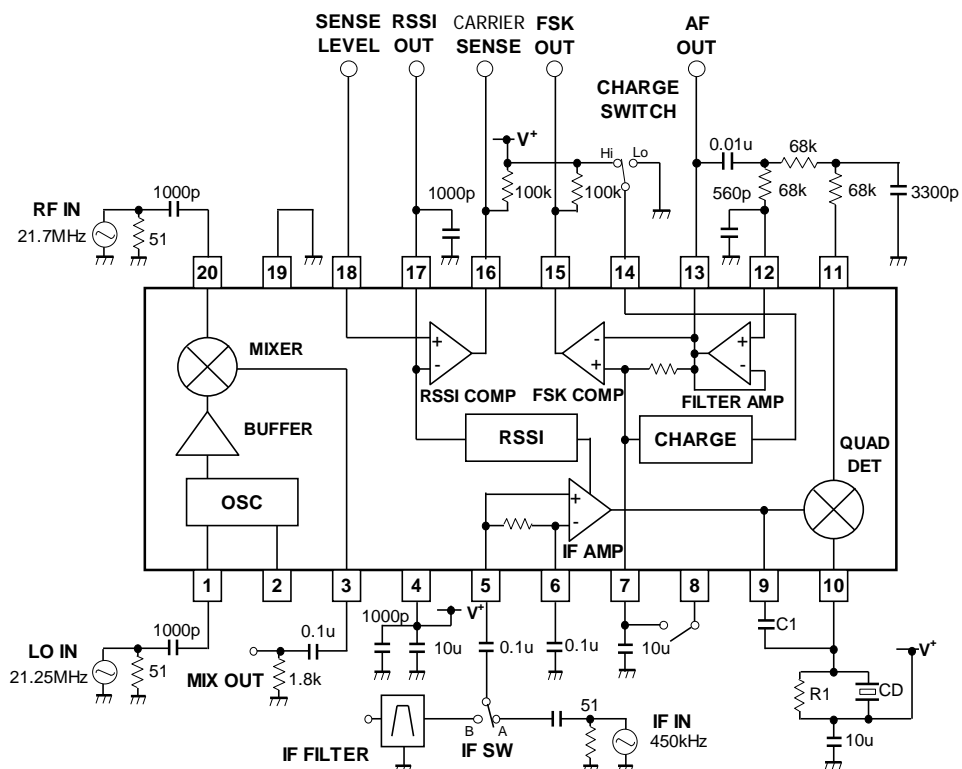 SENSE LEVEL
RSSI OUT
CARRIER SENSE
FSK OUT
AF OUT
CHARGE SWITCH
V+
Hi
Lo
0.01u
68k
1000p
1000p
100k
100k
560p
68k
68k
3300p
RF IN
21.7MHz
51
20
19
18
17
16
15
14
13
12
11
MIXER
+
-
RSSI COMP
-
+
FSK COMP
+
-
FILTER AMP
BUFFER
RSSI
CHARGE
QUAD DET
OSC
+
-
IF AMP
1
2
3
4
5
6
7
8
9
10
LO IN
21.25MHz
1000p
51
0.1u
MIX OUT
1.8k
1000p
V+
10u
0.1u
0.1u
10u
C1
V+
R1
CD
10u
IF FILTER
B
A
IF SW
51
IF IN
450kHz